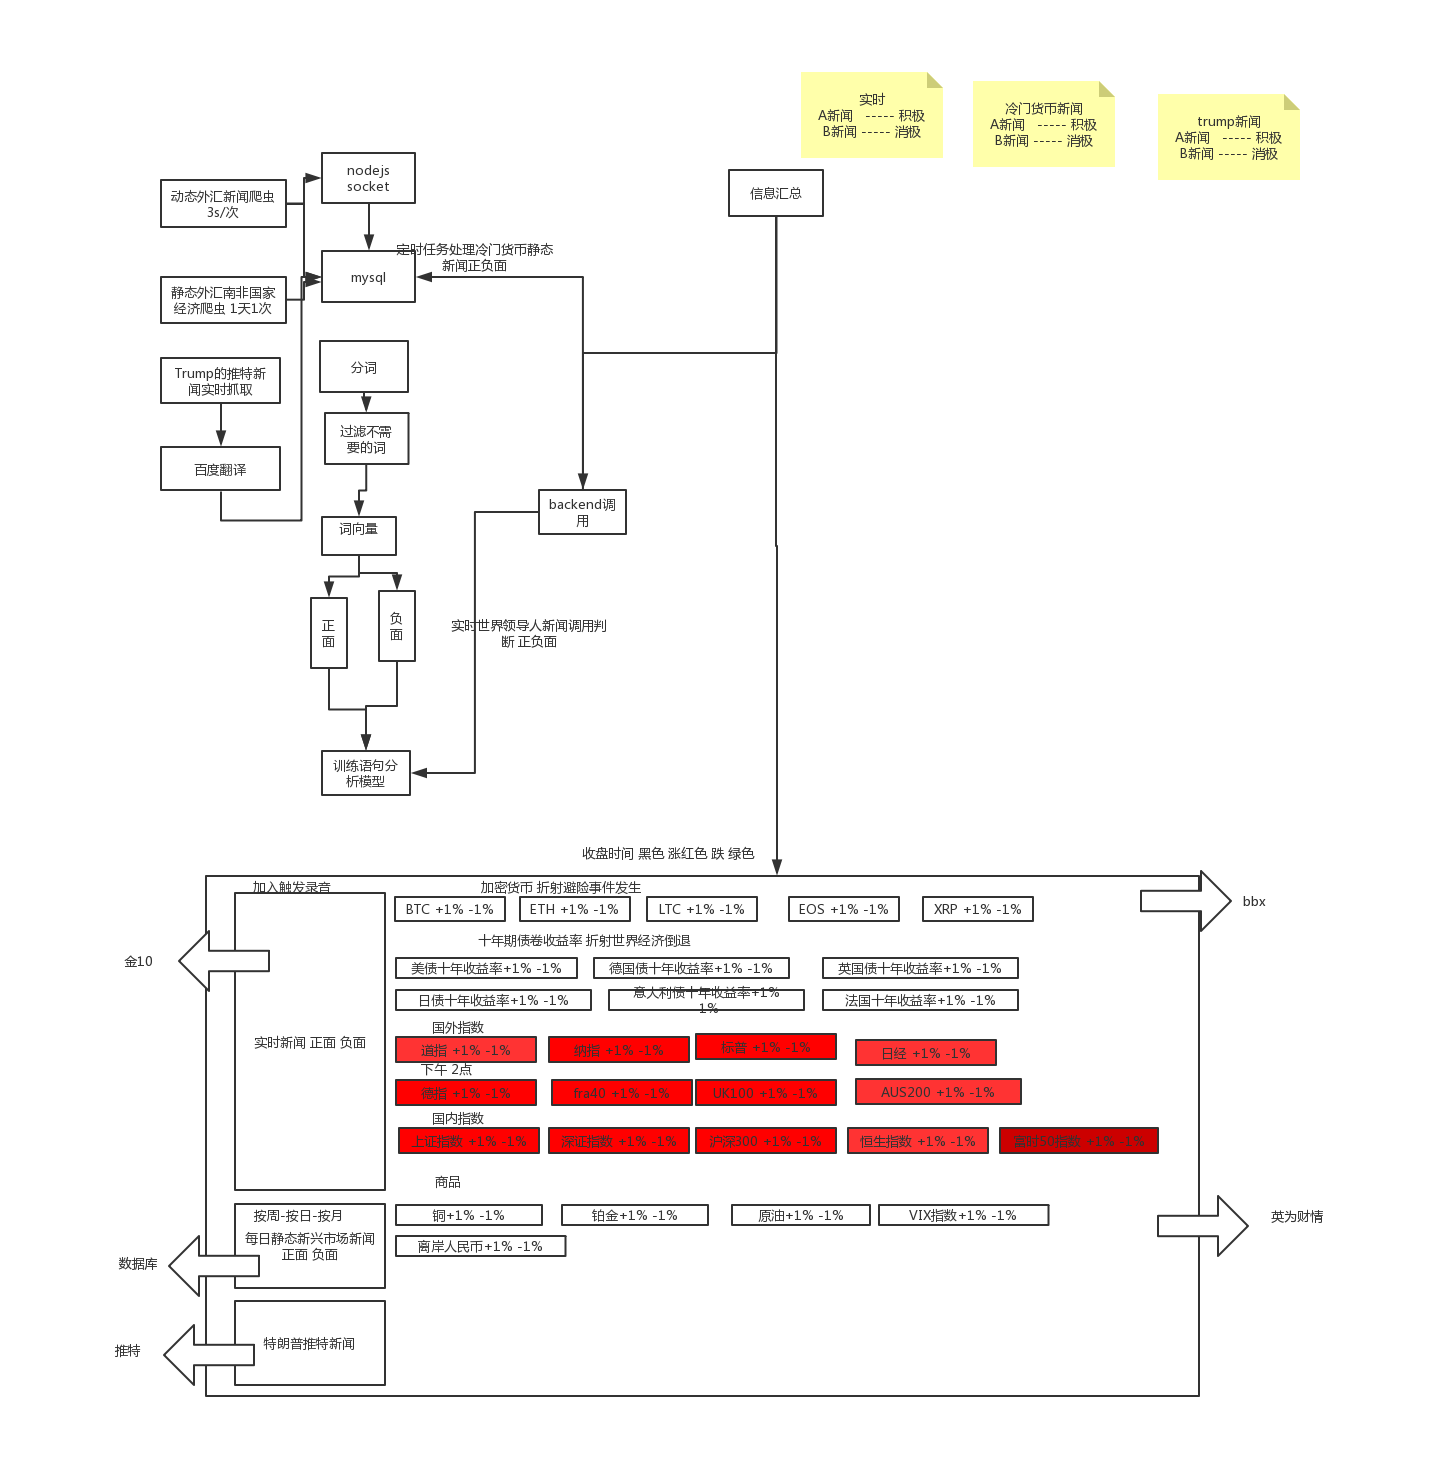 实时
A新闻 ----- 积极
B新闻 ----- 消极
冷门货币新闻
A新闻 ----- 积极
B新闻 ----- 消极
trump新闻
A新闻 ----- 积极
B新闻 ----- 消极
nodejs
socket
动态外汇新闻爬虫
3s/次
信息汇总
定时任务处理冷门货币静态
新闻正负面
mysql
静态外汇南非国家
经济爬虫 1天1次
分词
Trump的推特新
闻实时抓取
过滤不需
要的词
百度翻译
backend调
用
词向量
正
面
负
面
实时世界领导人新闻调用判
断 正负面
训练语句分
析模型
收盘时间 黑色 涨红色 跌 绿色
加入触发录音
加密货币 折射避险事件发生
BTC +1% -1%
ETH +1% -1%
LTC +1% -1%
EOS +1% -1%
XRP +1% -1%
bbx
十年期债卷收益率 折射世界经济倒退
金10
美债十年收益率+1% -1%
德国债十年收益率+1% -1%
英国债十年收益率+1% -1%
日债十年收益率+1% -1%
意大利债十年收益率+1% -
1%
法国十年收益率+1% -1%
国外指数
实时新闻 正面 负面
道指 +1% -1%
纳指 +1% -1%
标普 +1% -1%
日经 +1% -1%
下午 2点
德指 +1% -1%
fra40 +1% -1%
UK100 +1% -1%
AUS200 +1% -1%
国内指数
上证指数 +1% -1%
深证指数 +1% -1%
沪深300 +1% -1%
恒生指数 +1% -1%
富时50指数 +1% -1%
商品
按周-按日-按月
每日静态新兴市场新闻
正面 负面
铜+1% -1%
铂金+1% -1%
原油+1% -1%
VIX指数+1% -1%
英为财情
离岸人民币+1% -1%
数据库
特朗普推特新闻
推特